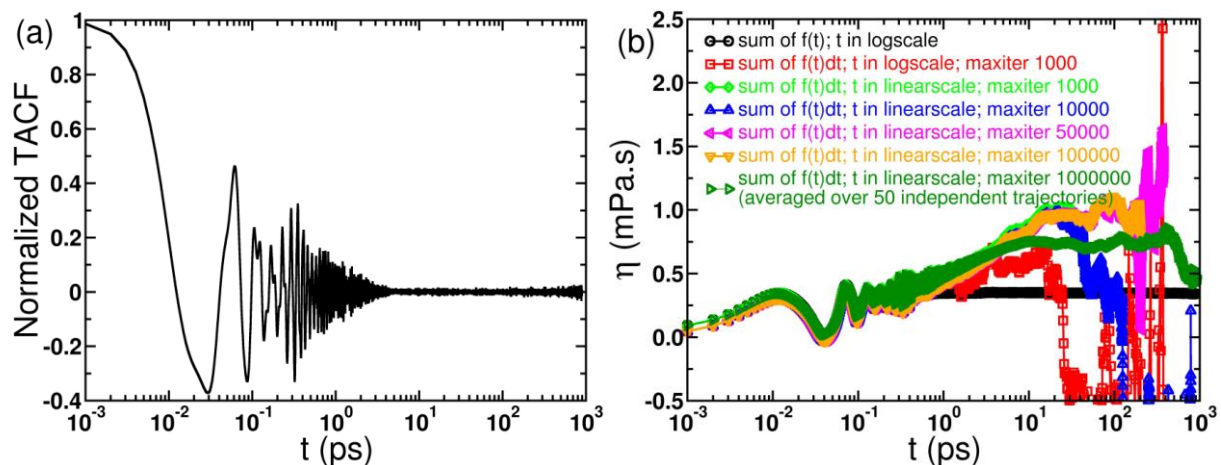 (a)
Normalized TACF
1
0.8
0.6
0.4
0.2
0
-0.2
-0.4
10^-3
10^-2
10^-1
10^0
10^1
10^2
10^3
t (ps)
(b)
η (mPa.s)
2.5
2.0
1.5
1.0
0.5
0.0
-0.5
sum of f(t); t in logscale
sum of f(t)dt; t in logscale; maxiter 1000
sum of f(t)dt; t in linearscale; maxiter 1000
sum of f(t)dt; t in linearscale; maxiter 10000
sum of f(t)dt; t in linearscale; maxiter 50000
sum of f(t)dt; t in linearscale; maxiter 100000
sum of f(t)dt; t in linearscale; maxiter 1000000
(averaged over 50 independent trajectories)
10^-3
10^-2
10^-1
10^0
10^1
10^2
10^3
t (ps)